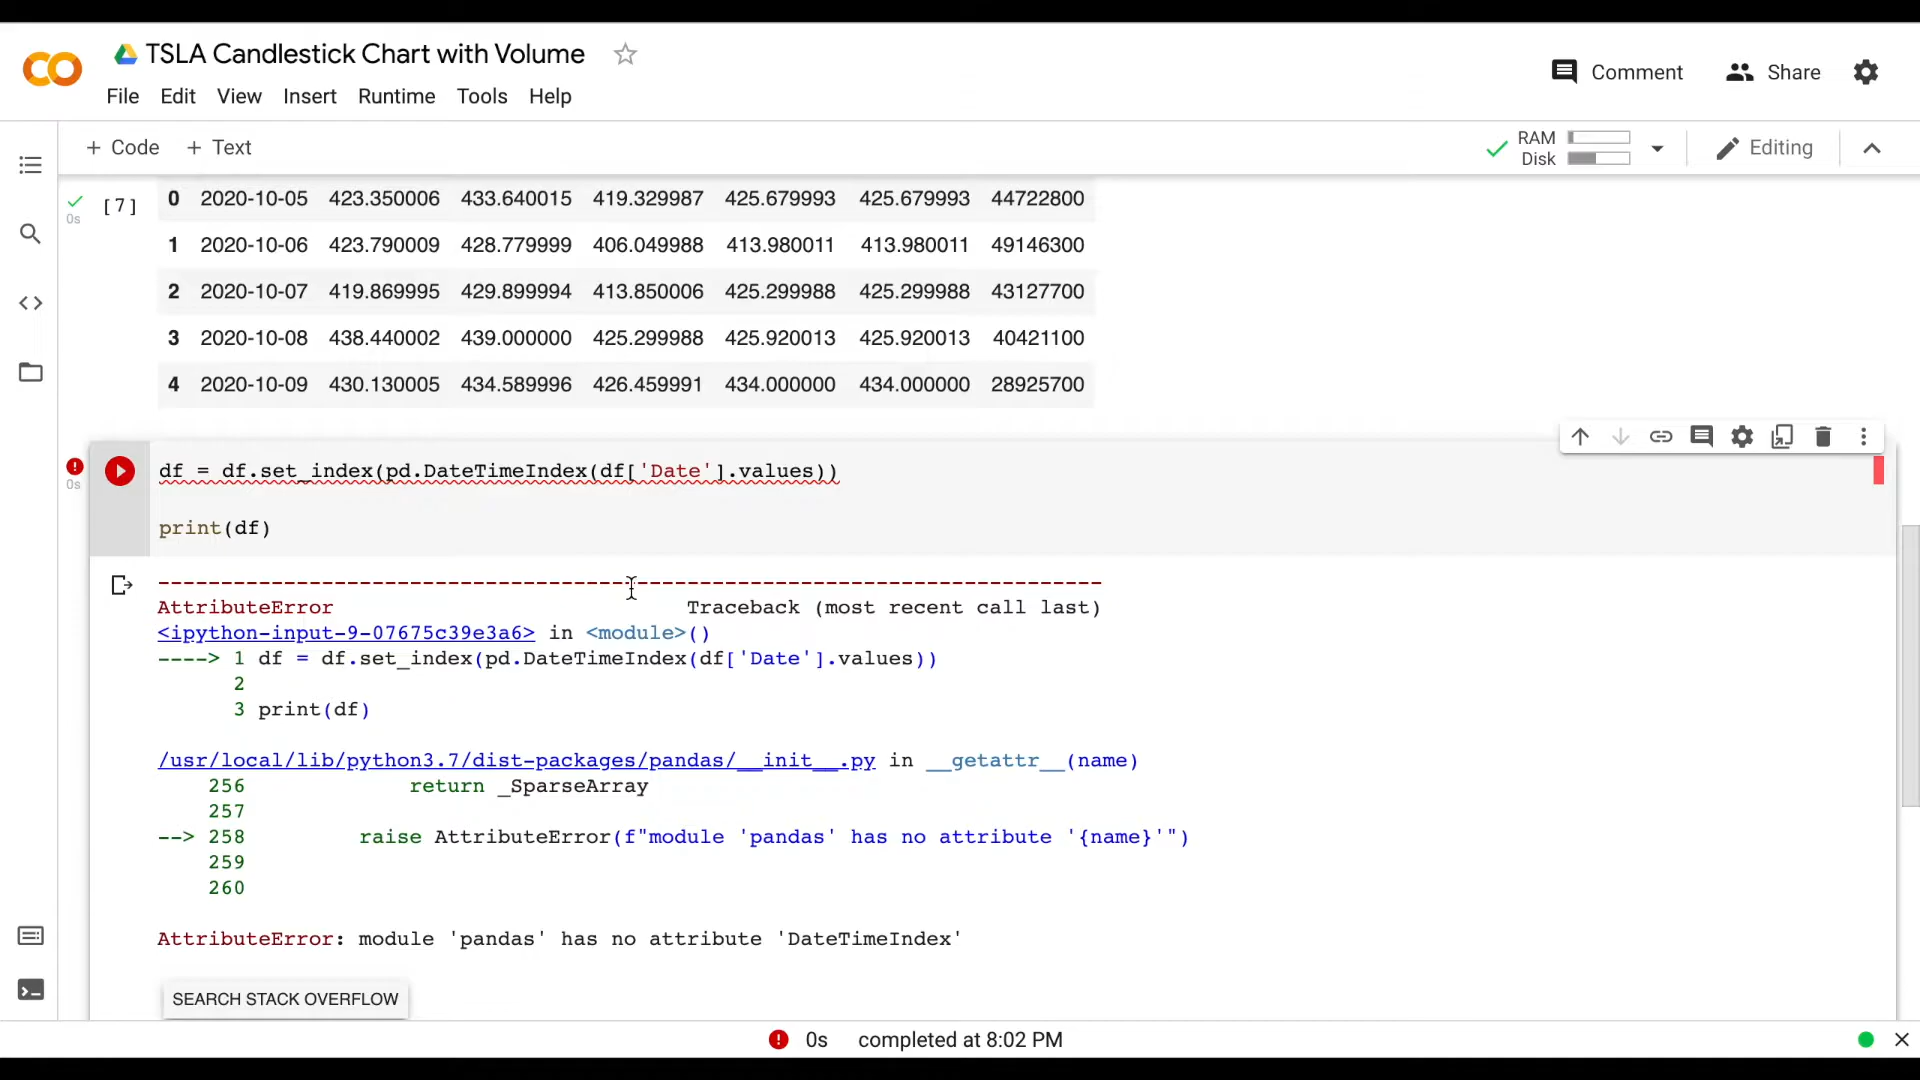 TSLA Candlestick Chart with Volume
Comment Share
File Edit View Insert Runtime Tools Help
+ Code + Text
RAM
Disk
Editing
[7]
0s
0 2020-10-05 423.350006 433.640015 419.329987 425.679993 425.679993 44722800
1 2020-10-06 423.790009 428.779999 406.049988 413.980011 413.980011 49146300
2 2020-10-07 419.869995 429.899994 413.850006 425.299988 425.299988 43127700
3 2020-10-08 438.440002 439.000000 425.299988 425.920013 425.920013 40421100
4 2020-10-09 430.130005 434.589996 426.459991 434.000000 434.000000 28925700
0s
df = df.set_index(pd.DateTimeIndex(df['Date'].values))
print(df)
---------------------------------------------------------------------------
AttributeError Traceback (most recent call last)
<ipython-input-9-07675c39e3a6> in <module>()
----> 1 df = df.set_index(pd.DateTimeIndex(df['Date'].values))
2
3 print(df)
/usr/local/lib/python3.7/dist-packages/pandas/__init__.py in __getattr__(name)
256 return _SparseArray
257
--> 258 raise AttributeError(f"module 'pandas' has no attribute '{name}'")
259
260
AttributeError: module 'pandas' has no attribute 'DateTimeIndex'
SEARCH STACK OVERFLOW
0s completed at 8:02 PM